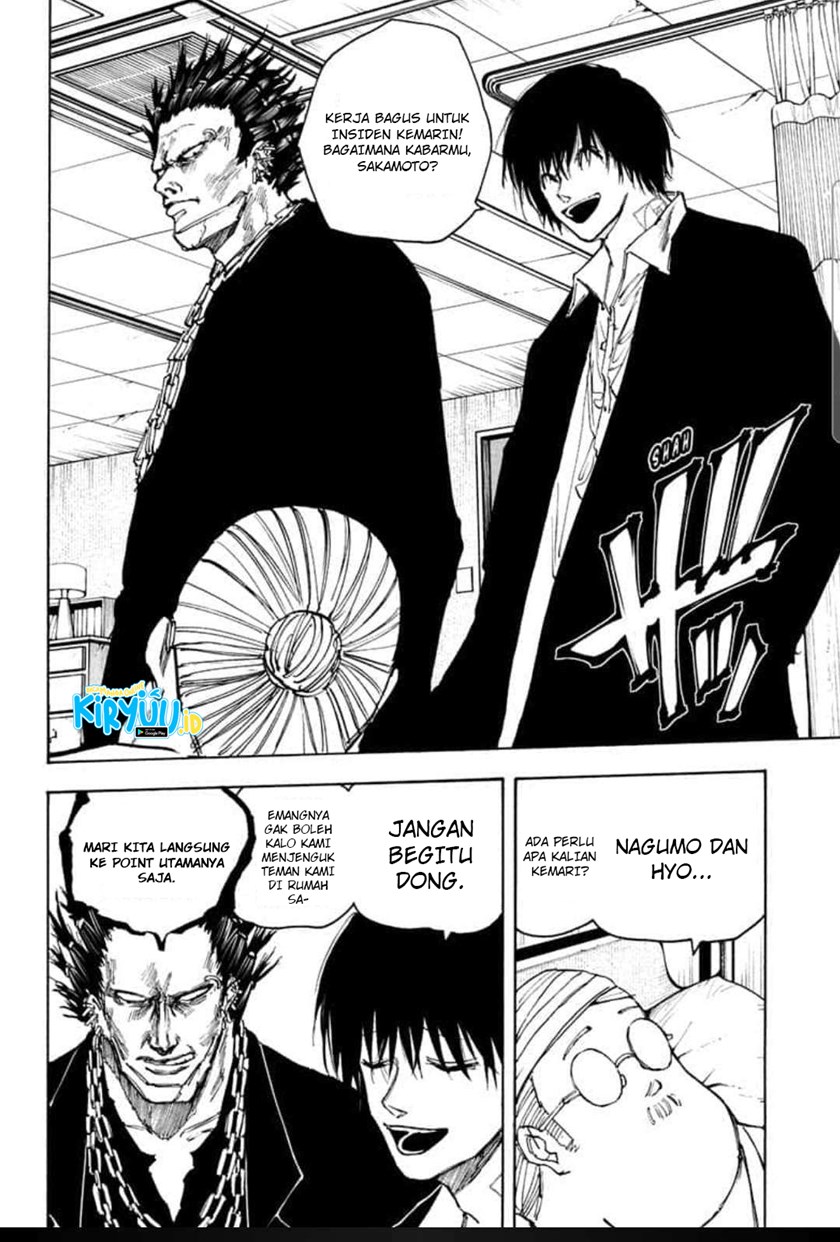 KERJA BAGUS UNTUK
INSIDEN KEMARIN!
BAGAIMANA KABARMU,
SAKAMOTO?
SHAH
ザッ
KIRYUU.ID
NAGUMO DAN
HYO...
ADA PERLU
APA KALIAN
KEMARI?
JANGAN
BEGITU
DONG.
EMANGNYA
GAK BOLEH
KALO KAMI
MENJENGUK
TEMAN KAMI
DI RUMAH
SA-
MARI KITA LANGSUNG
KE POINT UTAMANYA
SAJA.